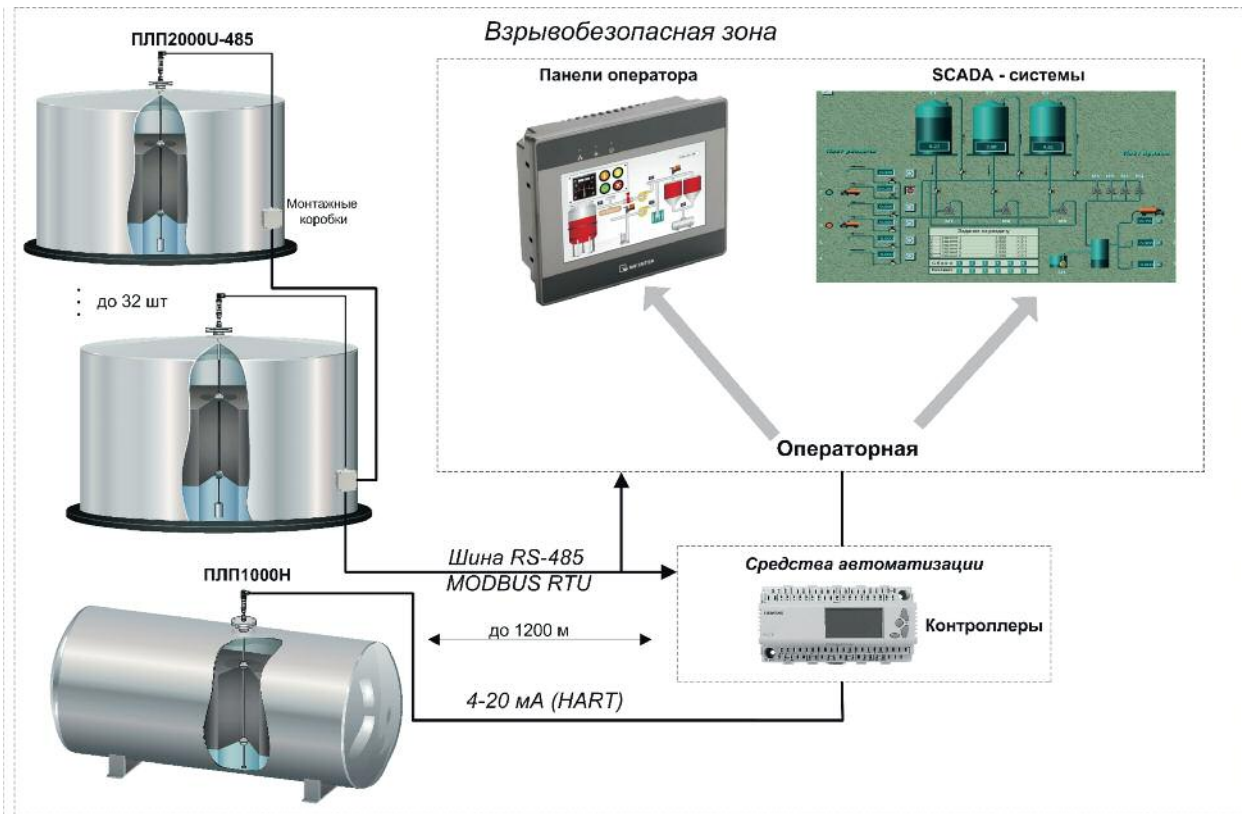 Взрывобезопасная зона
ПЛП2000U-485
Монтажные
коробки
до 32 шт
Панели оператора
SCADA - системы
Операторная
Шина RS-485
MODBUS RTU
до 1200 м
Средства автоматизации
Контроллеры
ПЛП1000Н
4-20 мА (HART)